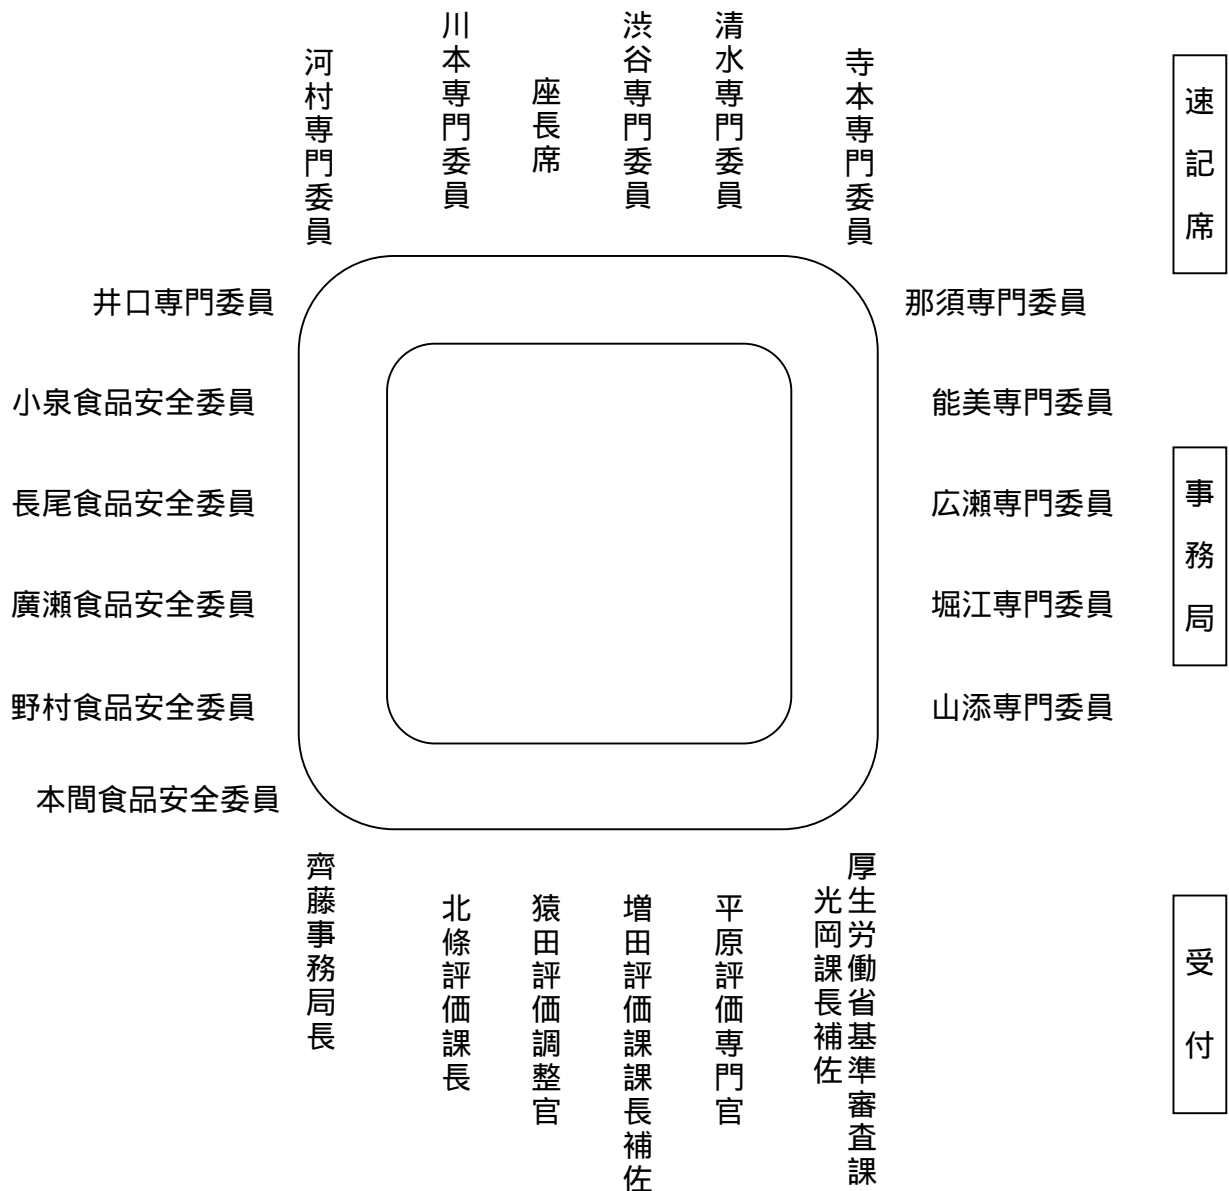 河村専門委員
川本専門委員
座長席
渋谷専門委員
清水専門委員
寺本専門委員
速記席
井口専門委員
那須専門委員
小泉食品安全委員
能美専門委員
長尾食品安全委員
広瀬専門委員
事務局
廣瀬食品安全委員
堀江専門委員
野村食品安全委員
山添専門委員
本間食品安全委員
齊藤事務局長
北條評価課長
猿田評価調整官
増田評価課課長補佐
平原評価専門官
厚生労働省基準審査課
光岡課長補佐
受付